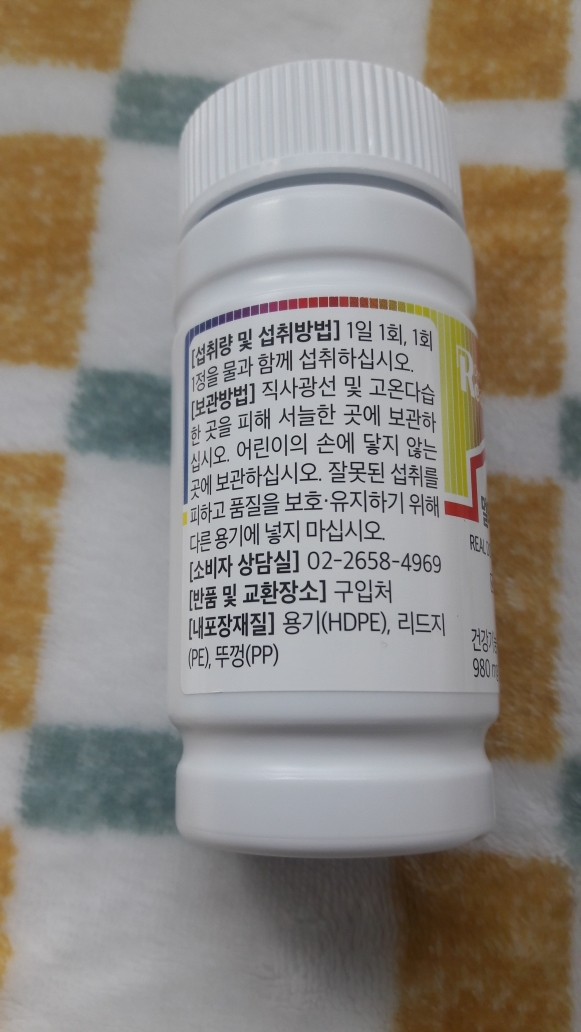 [섭취량 및 섭취방법] 1일 1회, 1회
1정을 물과 함께 섭취하십시오.
[보관방법] 직사광선 및 고온다습
한 곳을 피해 서늘한 곳에 보관하
십시오. 어린이의 손에 닿지 않는
곳에 보관하십시오. 잘못된 섭취를
피하고 품질을 보호·유지하기 위해
다른 용기에 넣지 마십시오.
[소비자 상담실] 02-2658-4969
[반품 및 교환장소] 구입처
[내포장재질] 용기(HDPE), 리드지
(PE), 뚜껑(PP)
REAL
건강기능
980